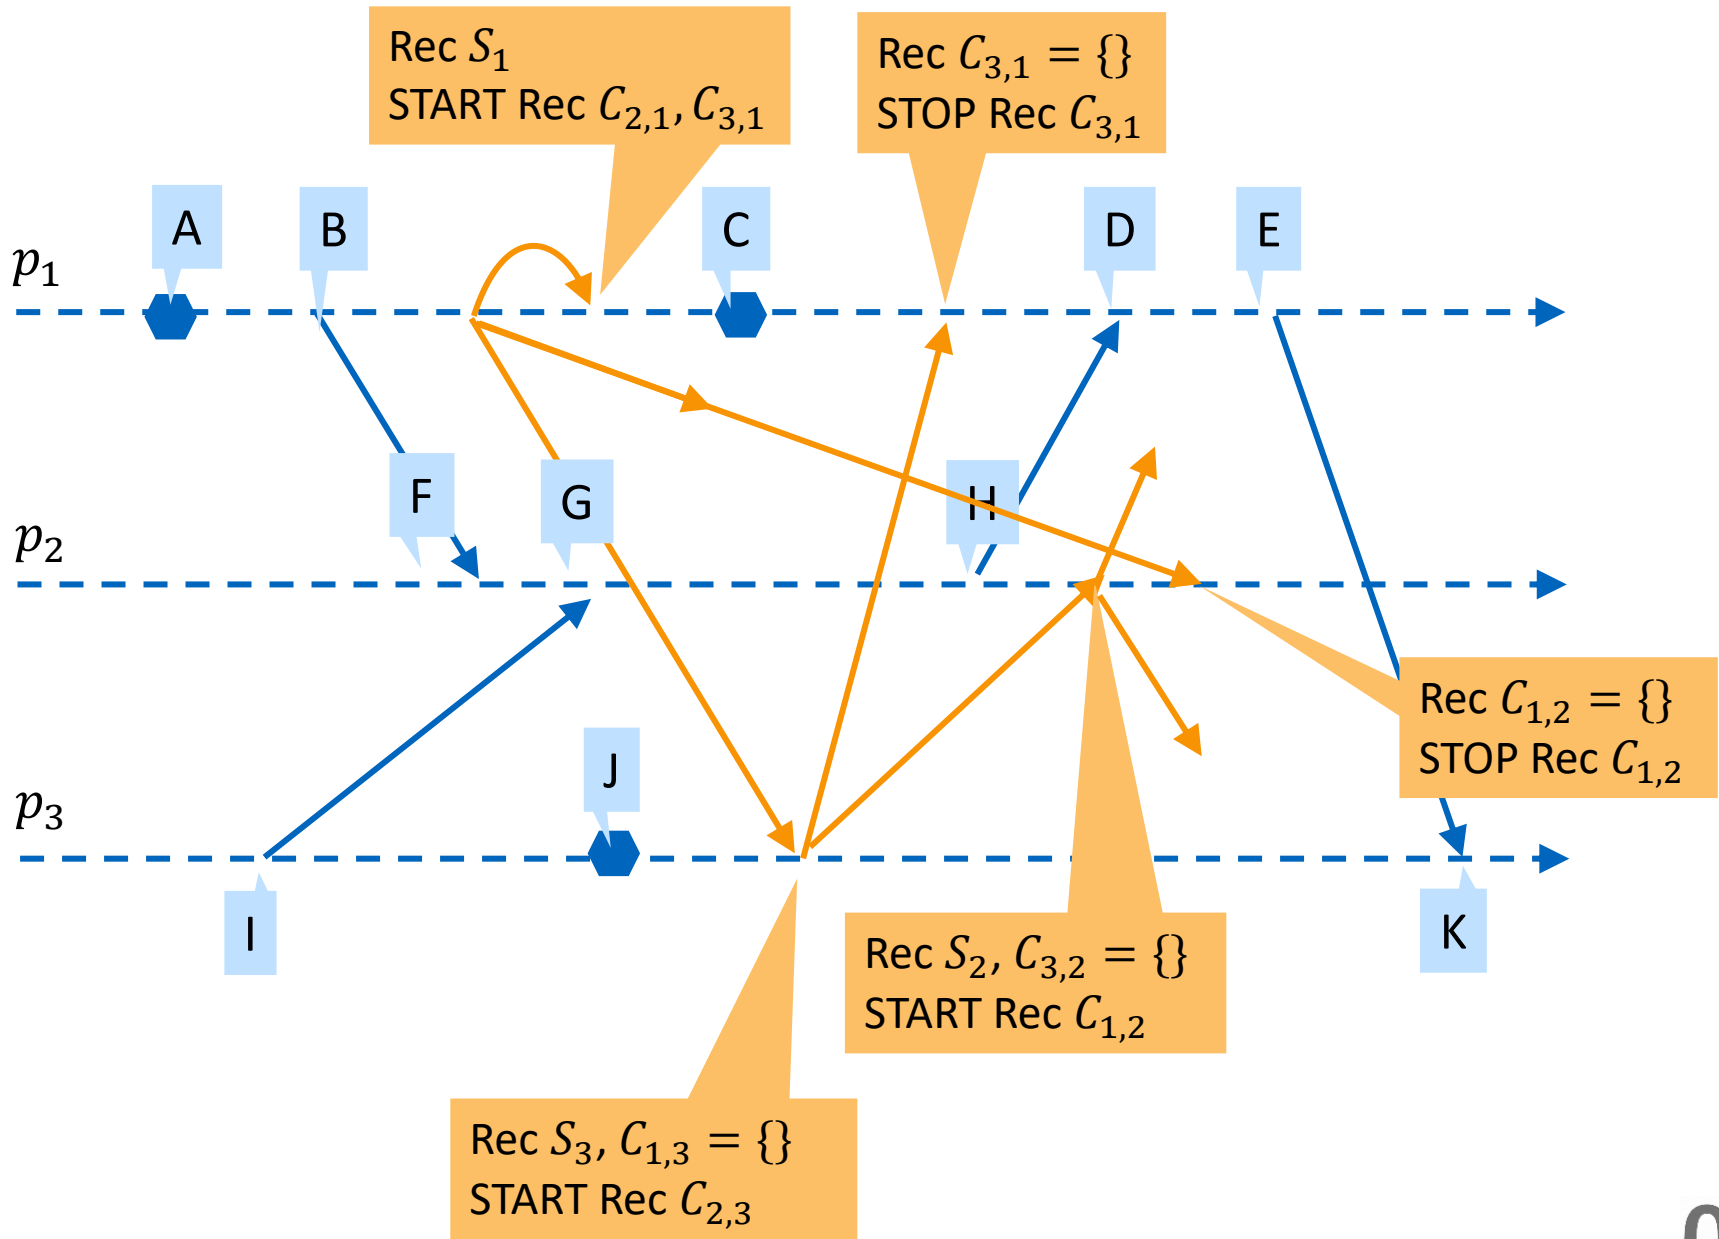 Rec S₁
START Rec C₂,₁, C₃,₁
Rec C₃,₁ = {}
STOP Rec C₃,₁
A
B
C
D
E
p₁
F
G
H
p₂
Rec C₁,₂ = {}
STOP Rec C₁,₂
J
p₃
I
K
Rec S₂, C₃,₂ = {}
START Rec C₁,₂
Rec S₃, C₁,₃ = {}
START Rec C₂,₃